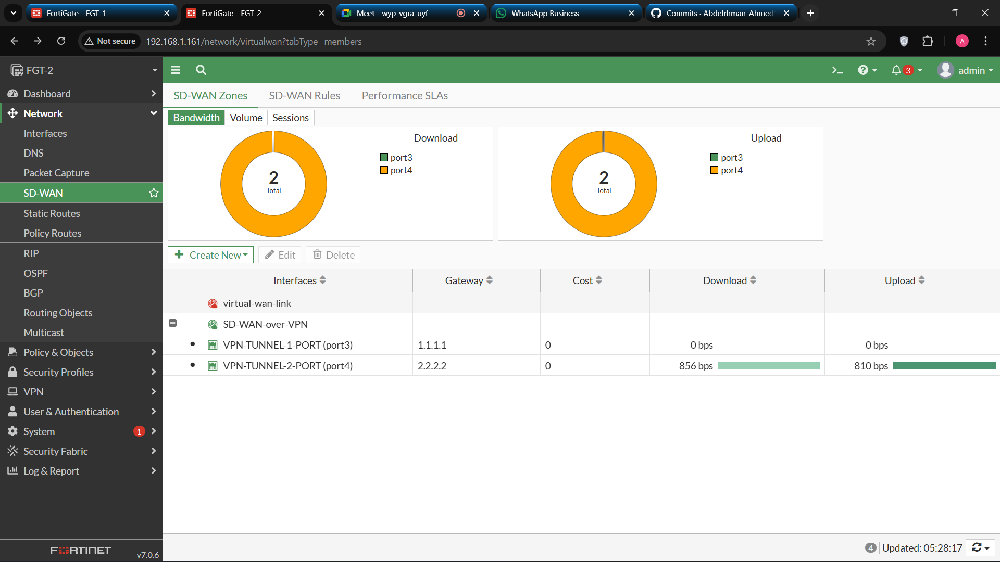 FortiGate - FGT-1
FortiGate - FGT-2
Meet - wyp-vgra-uyf
WhatsApp Business
Commits · Abdelrhman-Ahmed
Not secure
192.168.1.161/network/virtualwan?tabType=members
A
FGT-2
3
admin
Dashboard
Network
Interfaces
DNS
Packet Capture
SD-WAN
Static Routes
Policy Routes
RIP
OSPF
BGP
Routing Objects
Multicast
Policy & Objects
Security Profiles
VPN
User & Authentication
System
1
Security Fabric
Log & Report
FORTINET
v7.0.6
SD-WAN Zones
SD-WAN Rules
Performance SLAs
Bandwidth
Volume
Sessions
2
Total
Download
port3
port4
2
Total
Upload
port3
port4
Create New
Edit
Delete
Interfaces
Gateway
Cost
Download
Upload
virtual-wan-link
SD-WAN-over-VPN
VPN-TUNNEL-1-PORT (port3)
1.1.1.1
0
0 bps
0 bps
VPN-TUNNEL-2-PORT (port4)
2.2.2.2
0
856 bps
810 bps
4
Updated: 05:28:17